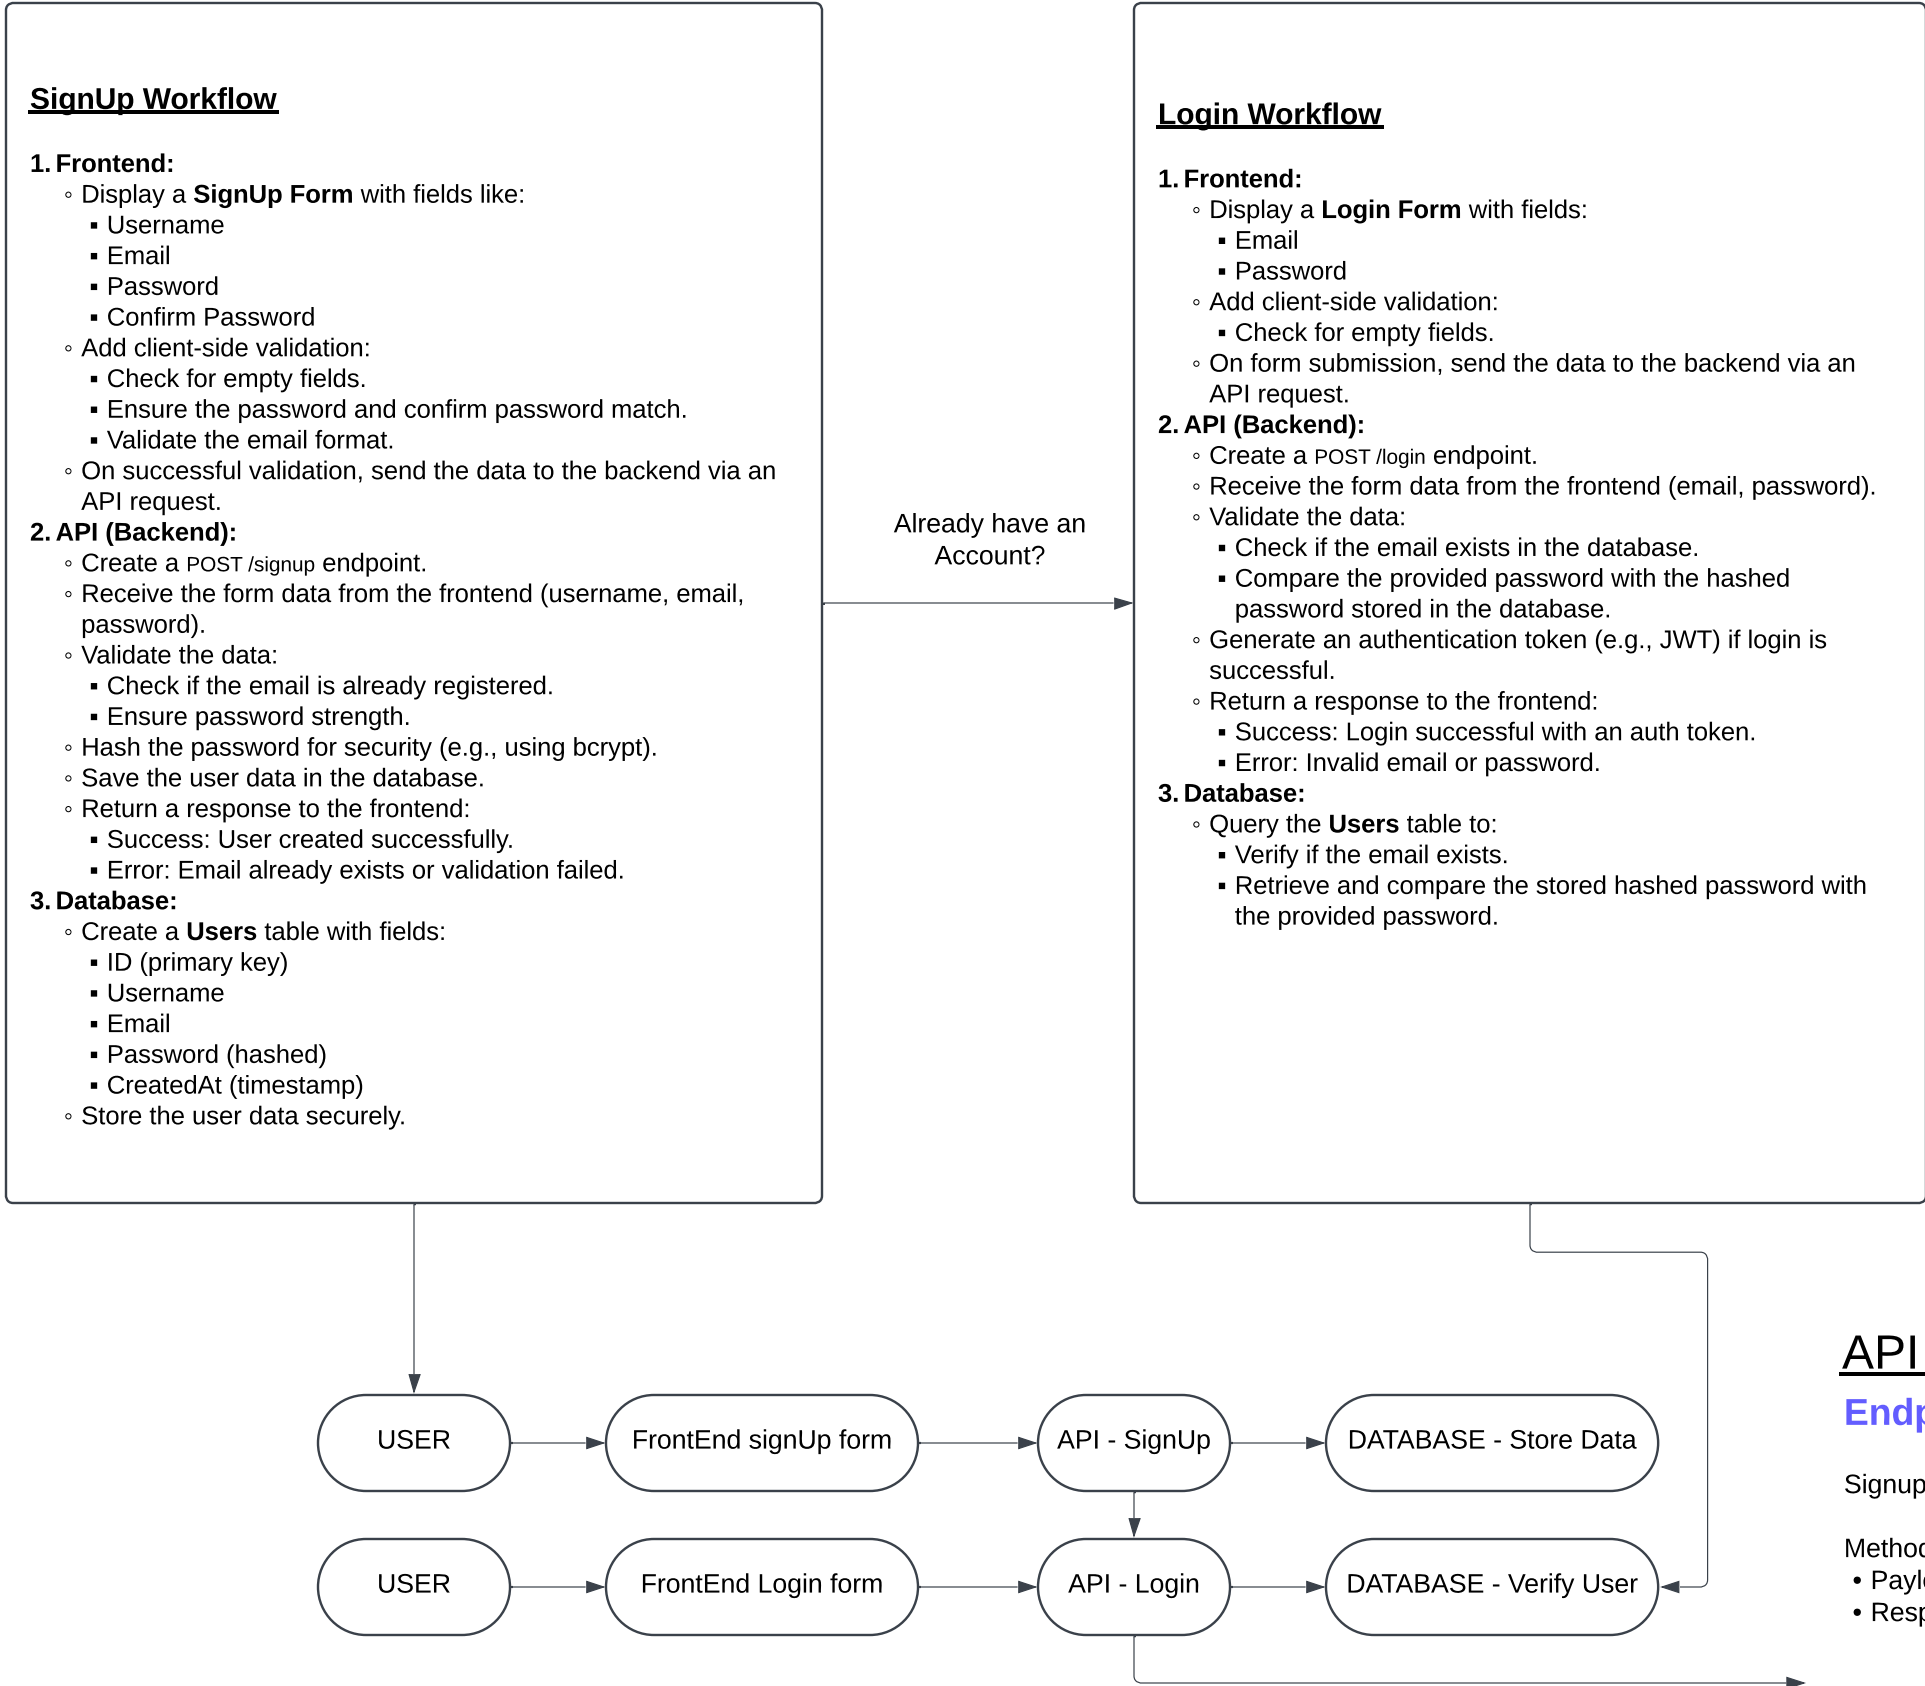 SignUp Workflow
1. Frontend:
◦ Display a SignUp Form with fields like:
▪ Username
▪ Email
▪ Password
▪ Confirm Password
◦ Add client-side validation:
▪ Check for empty fields.
▪ Ensure the password and confirm password match.
▪ Validate the email format.
◦ On successful validation, send the data to the backend via an
API request.
2. API (Backend):
◦ Create a POST /signup endpoint.
◦ Receive the form data from the frontend (username, email,
password).
◦ Validate the data:
▪ Check if the email is already registered.
▪ Ensure password strength.
◦ Hash the password for security (e.g., using bcrypt).
◦ Save the user data in the database.
◦ Return a response to the frontend:
▪ Success: User created successfully.
▪ Error: Email already exists or validation failed.
3. Database:
◦ Create a Users table with fields:
▪ ID (primary key)
▪ Username
▪ Email
▪ Password (hashed)
▪ CreatedAt (timestamp)
◦ Store the user data securely.
Already have an
Account?
Login Workflow
1. Frontend:
◦ Display a Login Form with fields:
▪ Email
▪ Password
◦ Add client-side validation:
▪ Check for empty fields.
◦ On form submission, send the data to the backend via an
API request.
2. API (Backend):
◦ Create a POST /login endpoint.
◦ Receive the form data from the frontend (email, password).
◦ Validate the data:
▪ Check if the email exists in the database.
▪ Compare the provided password with the hashed
password stored in the database.
◦ Generate an authentication token (e.g., JWT) if login is
successful.
◦ Return a response to the frontend:
▪ Success: Login successful with an auth token.
▪ Error: Invalid email or password.
3. Database:
◦ Query the Users table to:
▪ Verify if the email exists.
▪ Retrieve and compare the stored hashed password with
the provided password.
USER
FrontEnd signUp form
API - SignUp
DATABASE - Store Data
USER
FrontEnd Login form
API - Login
DATABASE - Verify User
API
Signup